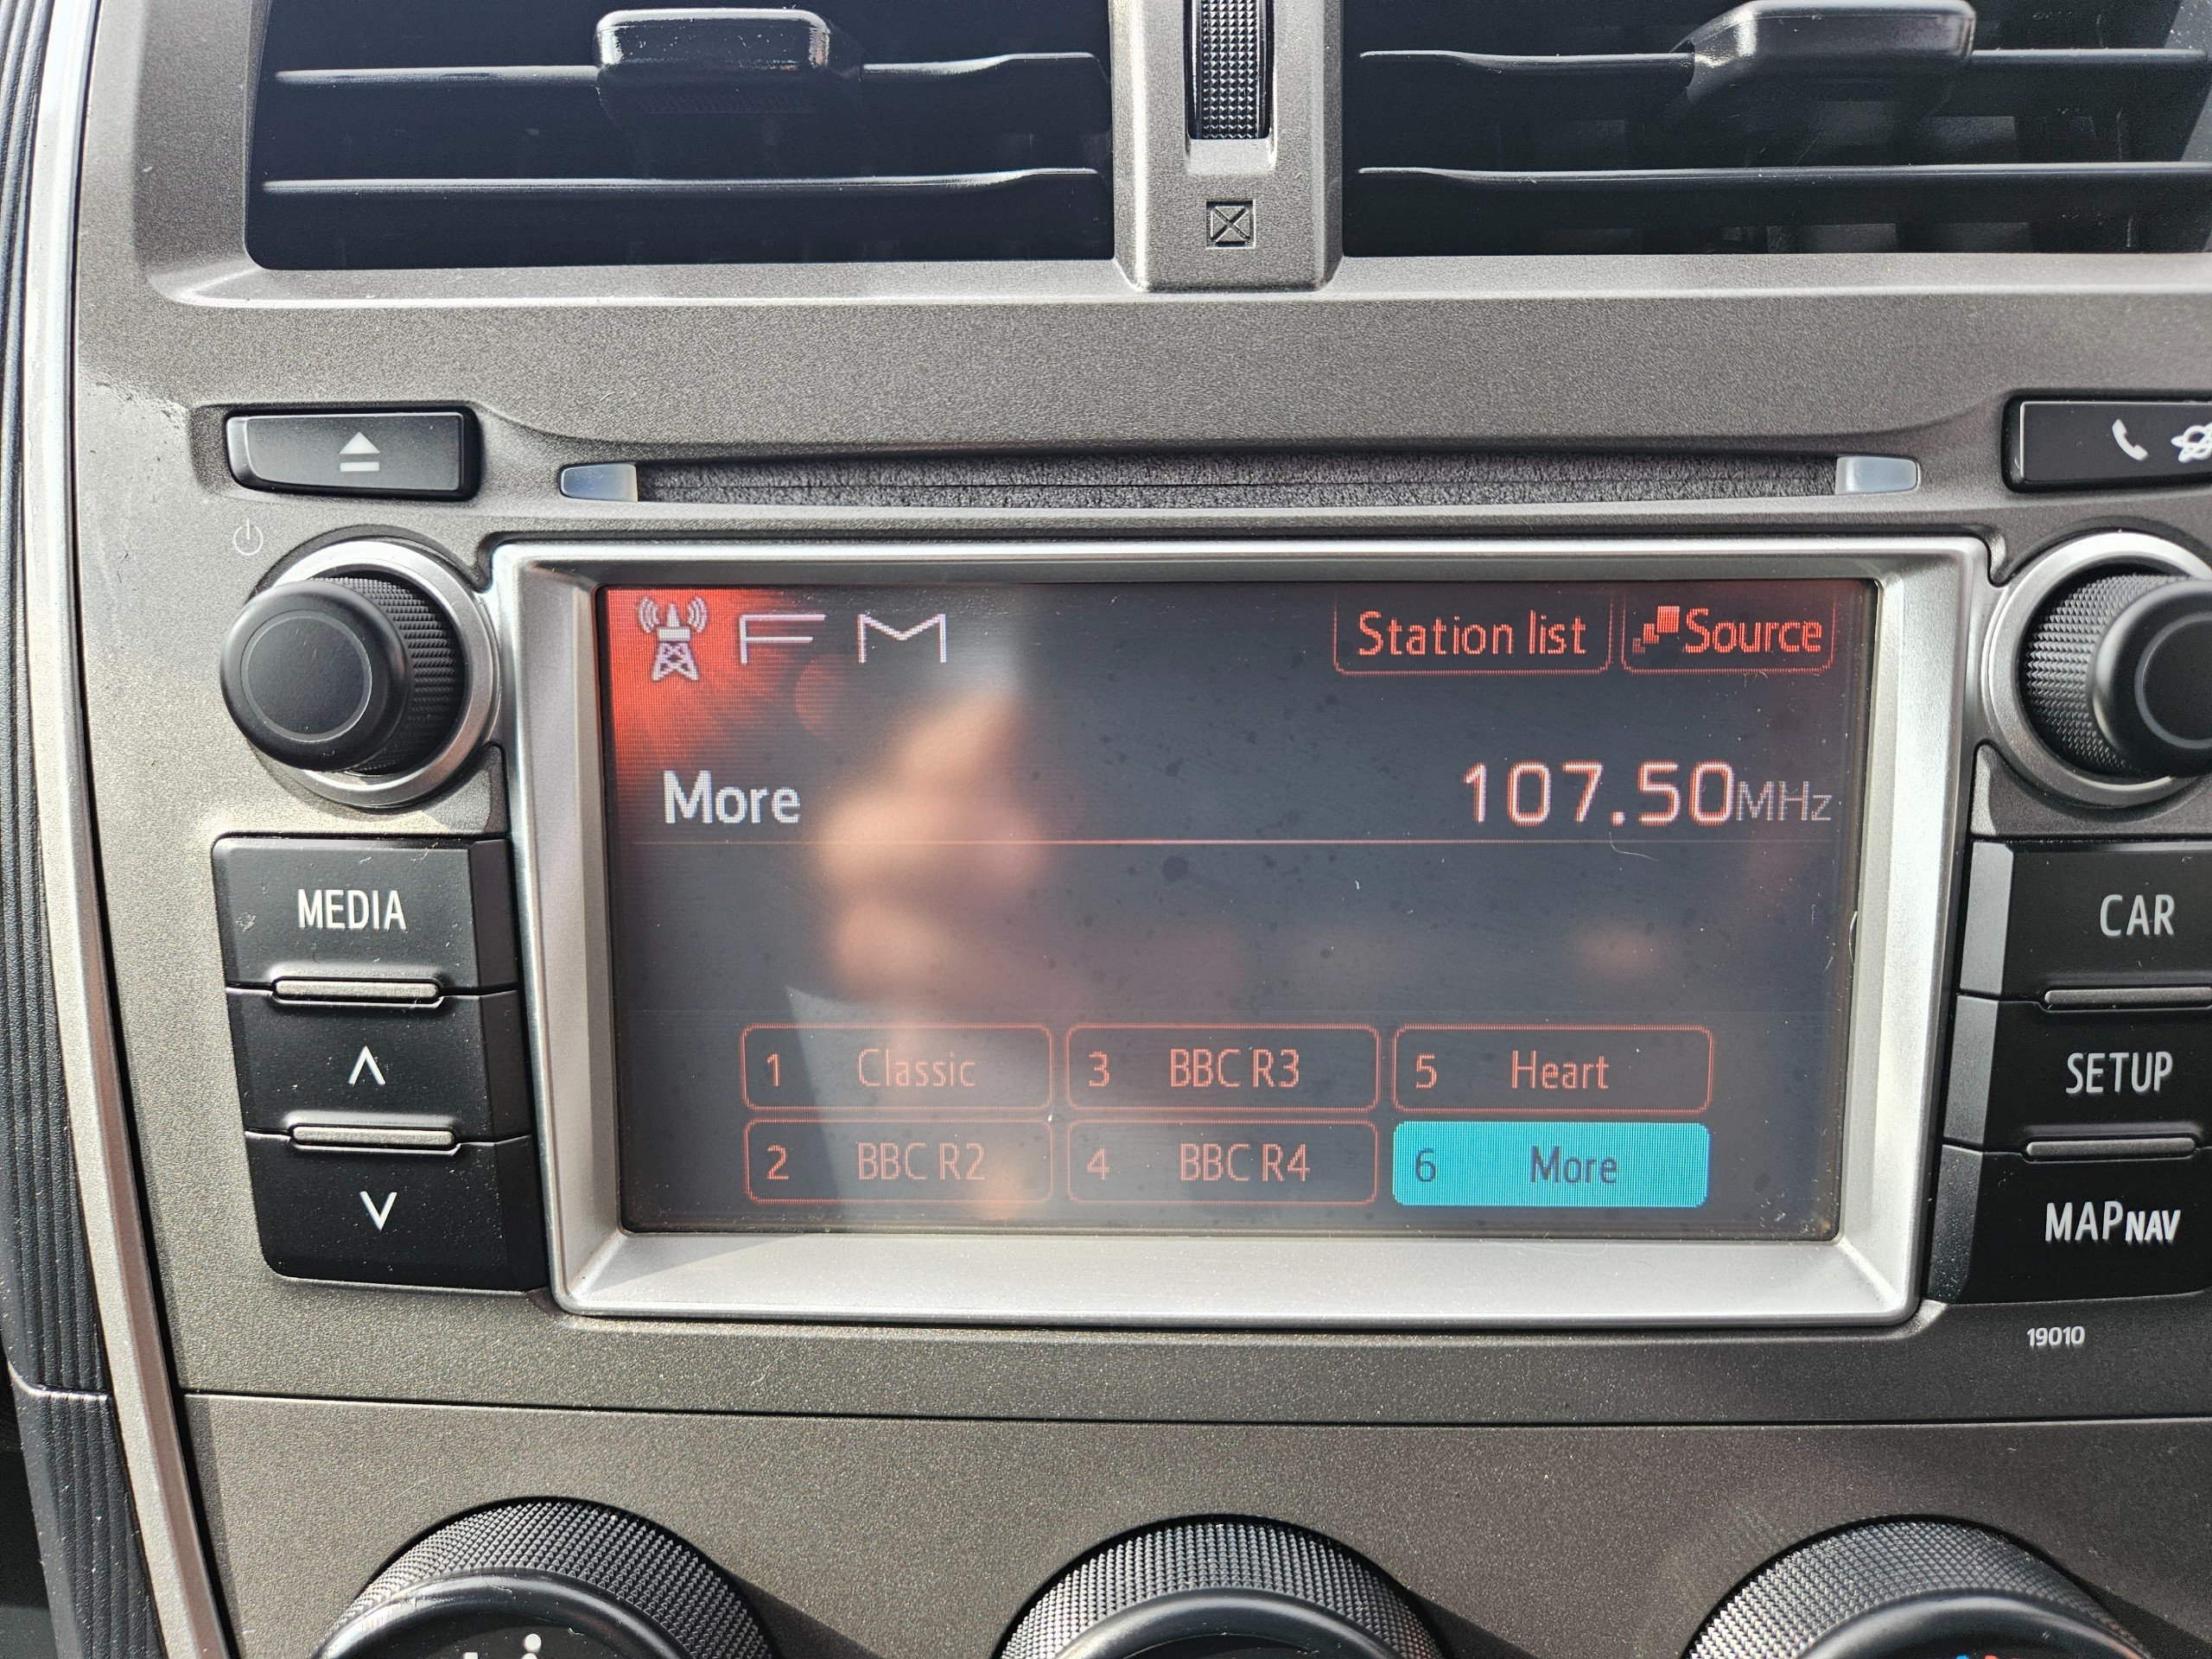 FM
Station list
Source
More
107.50MHz
MEDIA
CAR
1 Classic
3 BBC R3
5 Heart
SETUP
2 BBC R2
4 BBC R4
6 More
MAPNAV
19010